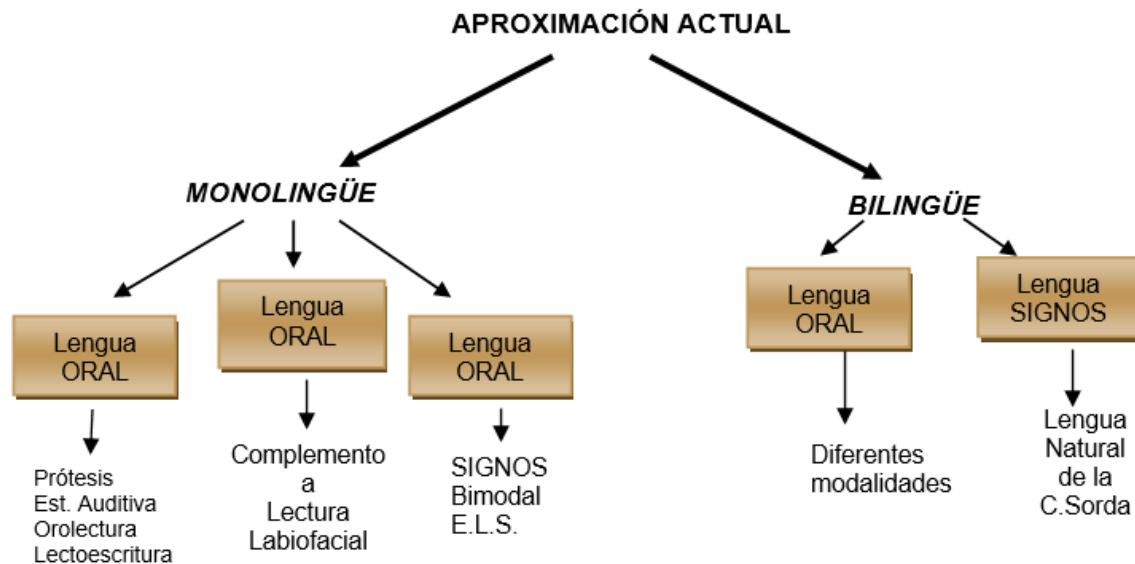 APROXIMACIÓN ACTUAL
MONOLINGÜE
Lengua
ORAL
Prótesis
Est. Auditiva
Orolectura
Lectoescritura
Lengua
ORAL
Complemento
a
Lectura
Labiofacial
Lengua
ORAL
SIGNOS
Bimodal
E.L.S.
BILINGÜE
Lengua
ORAL
Diferentes
modalidades
Lengua
SIGNOS
Lengua
Natural
de la
C.Sorda